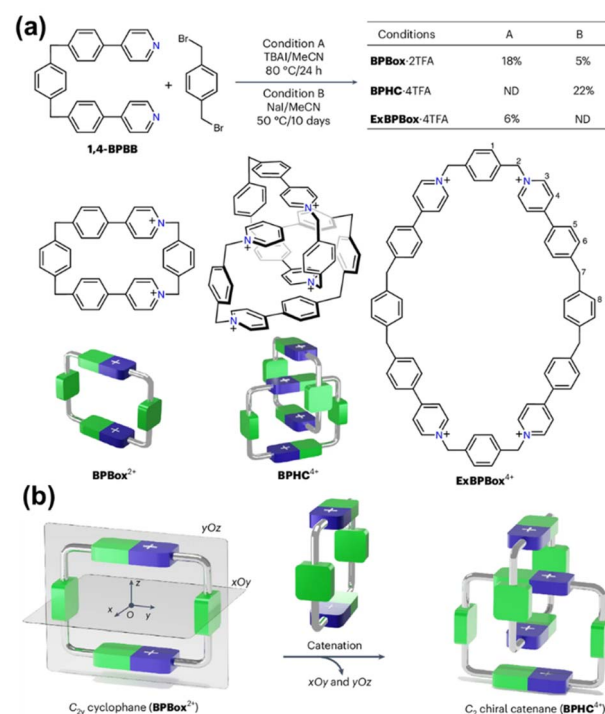 (a)
Br
Br
N
N
+
1,4-BPBB
Condition A
TBAI/MeCN
80 °C/24 h
Condition B
NaI/MeCN
50 °C/10 days
Conditions A B
BPBox·2TFA 18% 5%
BPHC·4TFA ND 22%
ExBPBox·4TFA 6% ND
N+
N+
N+
N+
N+
N+
1
2
N+
N+
3
4
5
6
7
8
N+
N+
BPBox2+
BPHC4+
ExBPBox4+
(b)
yOz
xOy
z
x O y
Catenation
xOy and yOz
C2v cyclophane (BPBox2+)
C2 chiral catenane (BPHC4+)